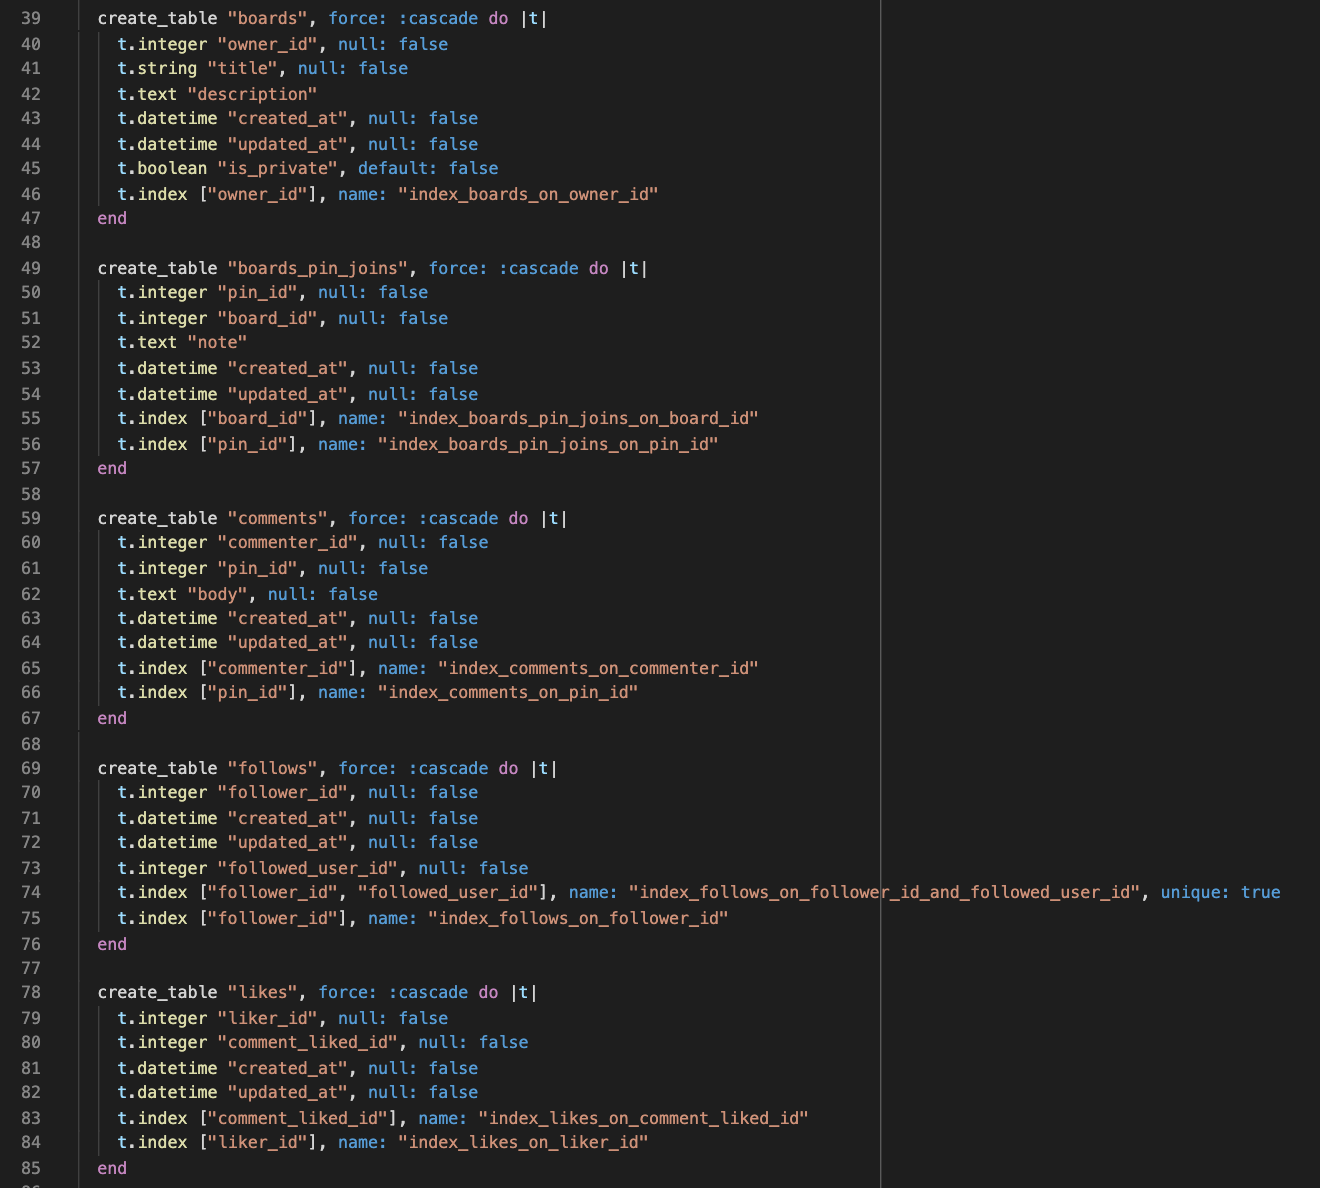 39 create_table "boards", force: :cascade do |t|
40 t.integer "owner_id", null: false
41 t.string "title", null: false
42 t.text "description"
43 t.datetime "created_at", null: false
44 t.datetime "updated_at", null: false
45 t.boolean "is_private", default: false
46 t.index ["owner_id"], name: "index_boards_on_owner_id"
47 end
48
49 create_table "boards_pin_joins", force: :cascade do |t|
50 t.integer "pin_id", null: false
51 t.integer "board_id", null: false
52 t.text "note"
53 t.datetime "created_at", null: false
54 t.datetime "updated_at", null: false
55 t.index ["board_id"], name: "index_boards_pin_joins_on_board_id"
56 t.index ["pin_id"], name: "index_boards_pin_joins_on_pin_id"
57 end
58
59 create_table "comments", force: :cascade do |t|
60 t.integer "commenter_id", null: false
61 t.integer "pin_id", null: false
62 t.text "body", null: false
63 t.datetime "created_at", null: false
64 t.datetime "updated_at", null: false
65 t.index ["commenter_id"], name: "index_comments_on_commenter_id"
66 t.index ["pin_id"], name: "index_comments_on_pin_id"
67 end
68
69 create_table "follows", force: :cascade do |t|
70 t.integer "follower_id", null: false
71 t.datetime "created_at", null: false
72 t.datetime "updated_at", null: false
73 t.integer "followed_user_id", null: false
74 t.index ["follower_id", "followed_user_id"], name: "index_follows_on_follower_id_and_followed_user_id", unique: true
75 t.index ["follower_id"], name: "index_follows_on_follower_id"
76 end
77
78 create_table "likes", force: :cascade do |t|
79 t.integer "liker_id", null: false
80 t.integer "comment_liked_id", null: false
81 t.datetime "created_at", null: false
82 t.datetime "updated_at", null: false
83 t.index ["comment_liked_id"], name: "index_likes_on_comment_liked_id"
84 t.index ["liker_id"], name: "index_likes_on_liker_id"
85 end